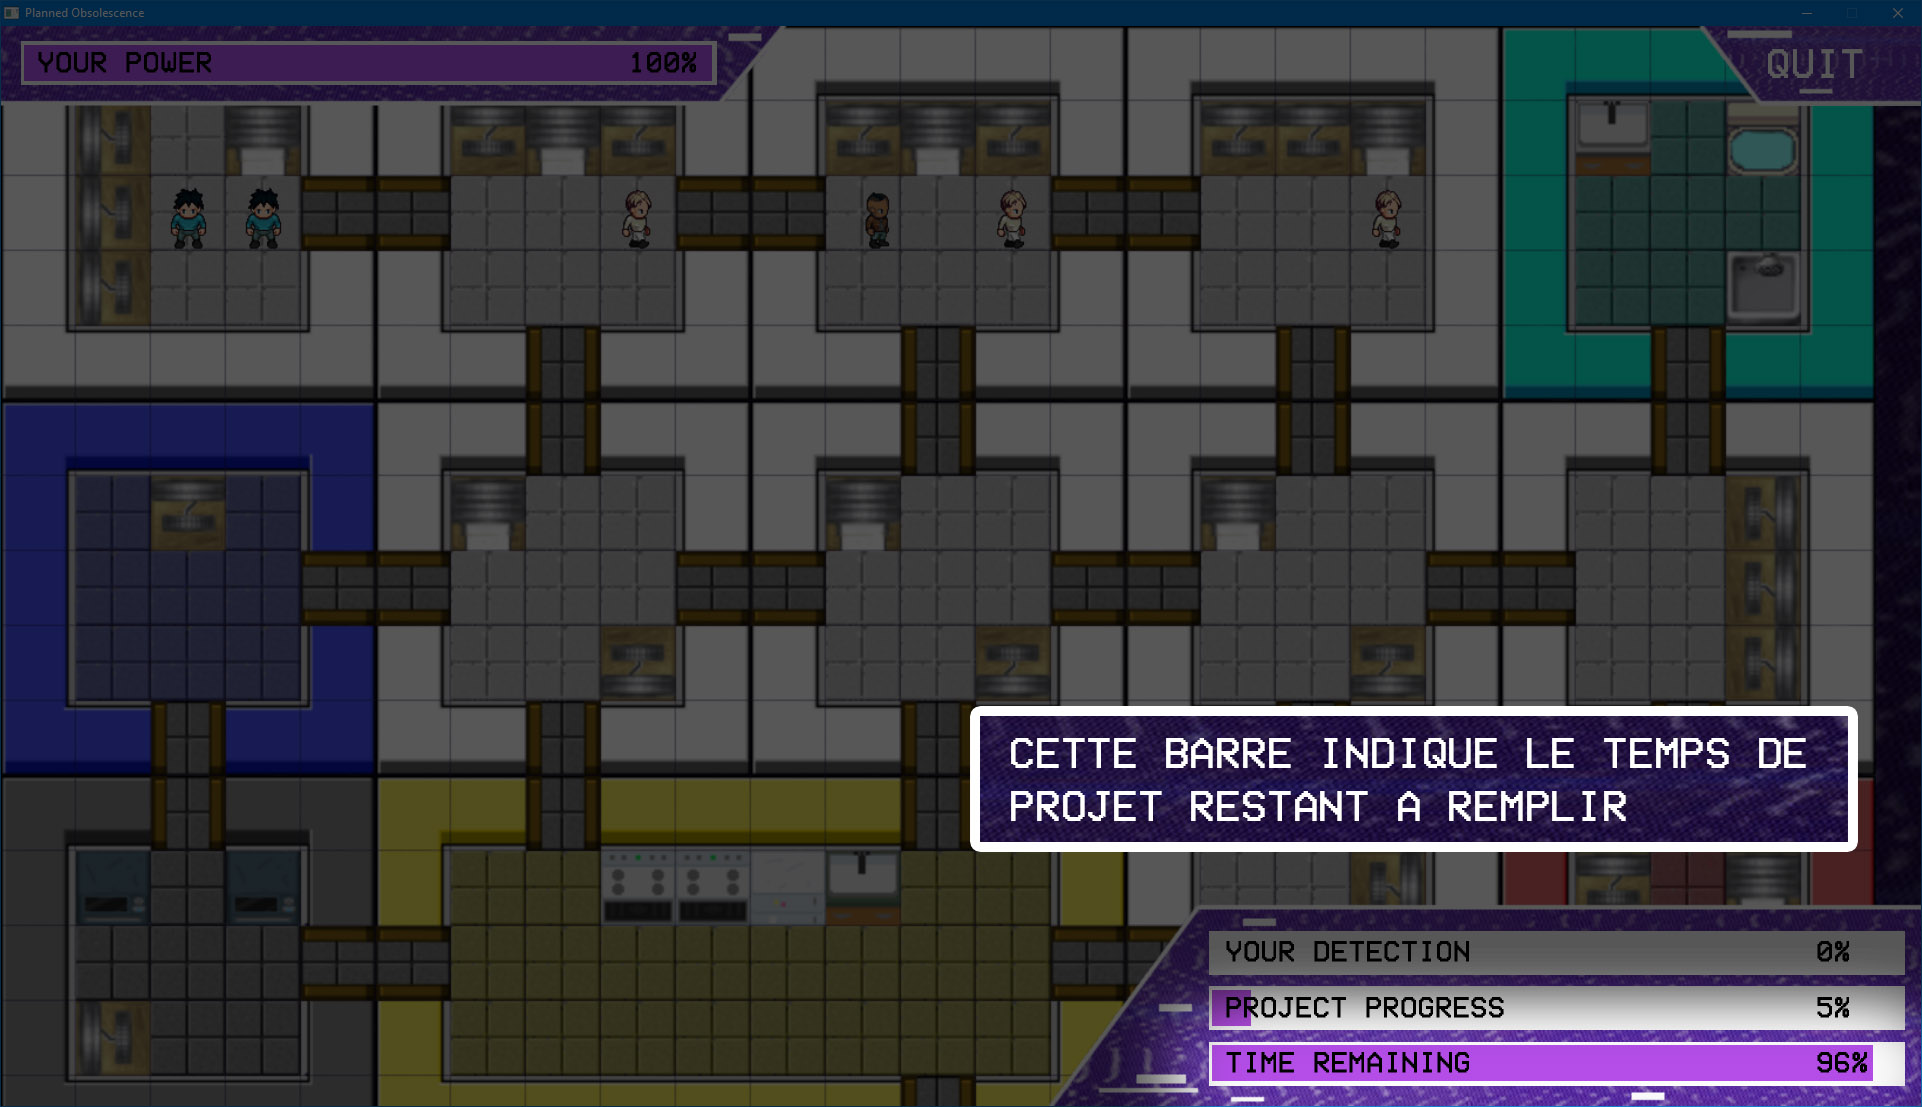 Planned Obsolescence
YOUR POWER 100%
QUIT
CETTE BARRE INDIQUE LE TEMPS DE
PROJET RESTANT A REMPLIR
YOUR DETECTION 0%
PROJECT PROGRESS 5%
TIME REMAINING 96%